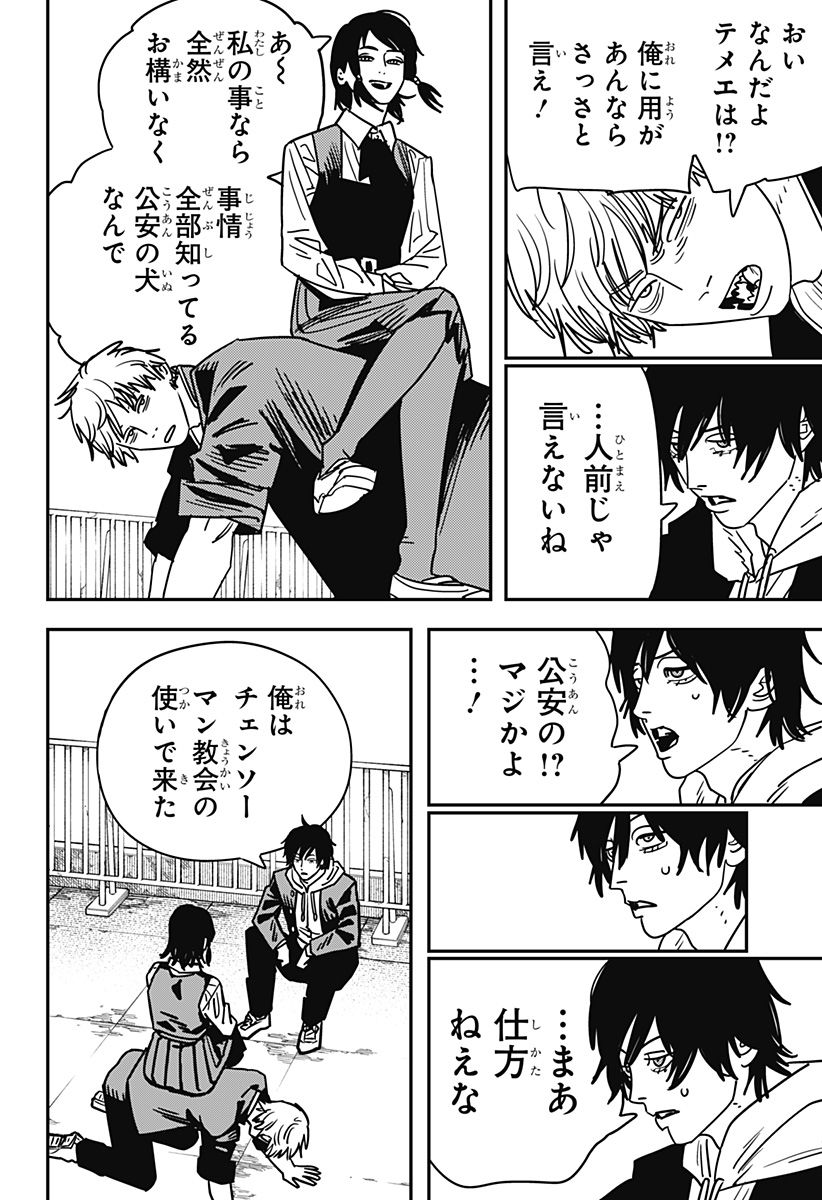 おい
なんだよ
テメエは!?
俺に用が
あんなら
さっさと
言え!
…人前じゃ
言えないね
あ〜
私の事なら
全然
お構いなく
事情
全部知ってる
公安の犬
なんで
公安の!?
マジかよ
…!
…まあ
仕方
ねえな
俺は
チェンソー
マン教会の
使いで来た